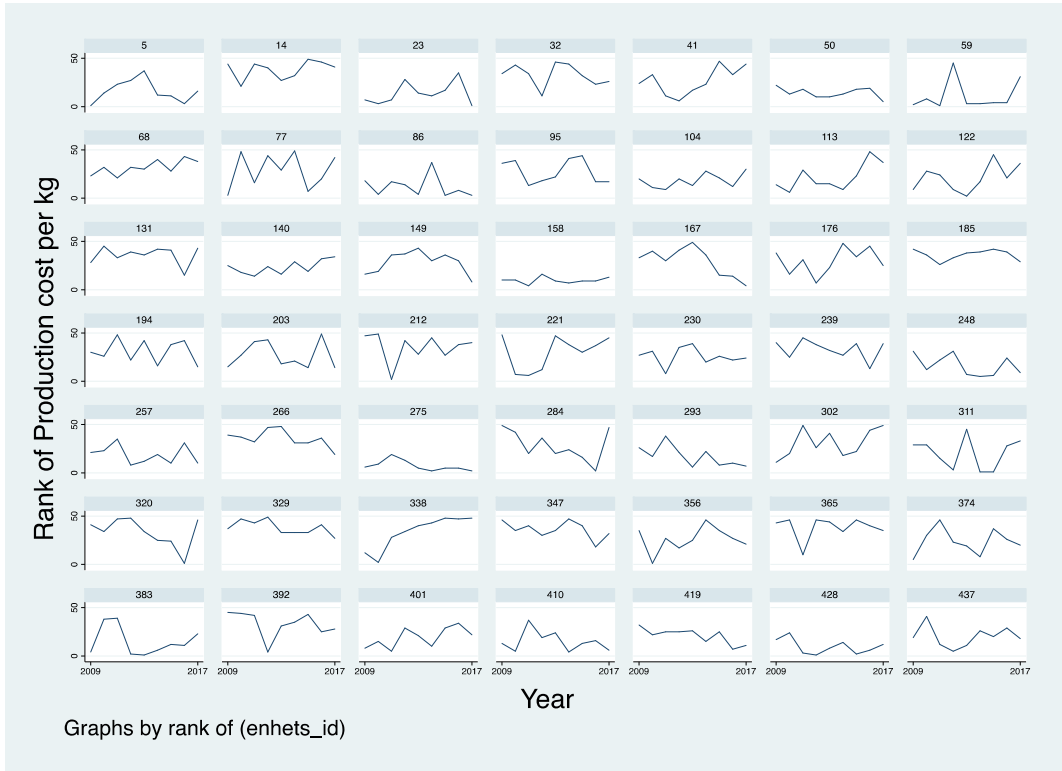 5 14 23 32 41 50 59
50
0
68 77 86 95 104 113 122
50
0
131 140 149 158 167 176 185
50
0
194 203 212 221 230 239 248
50
0
257 266 275 284 293 302 311
50
0
320 329 338 347 356 365 374
50
0
383 392 401 410 419 428 437
50
0
2009 2017 2009 2017 2009 2017 2009 2017 2009 2017 2009 2017 2009 2017
Rank of Production cost per kg
Year
Graphs by rank of (enhets_id)